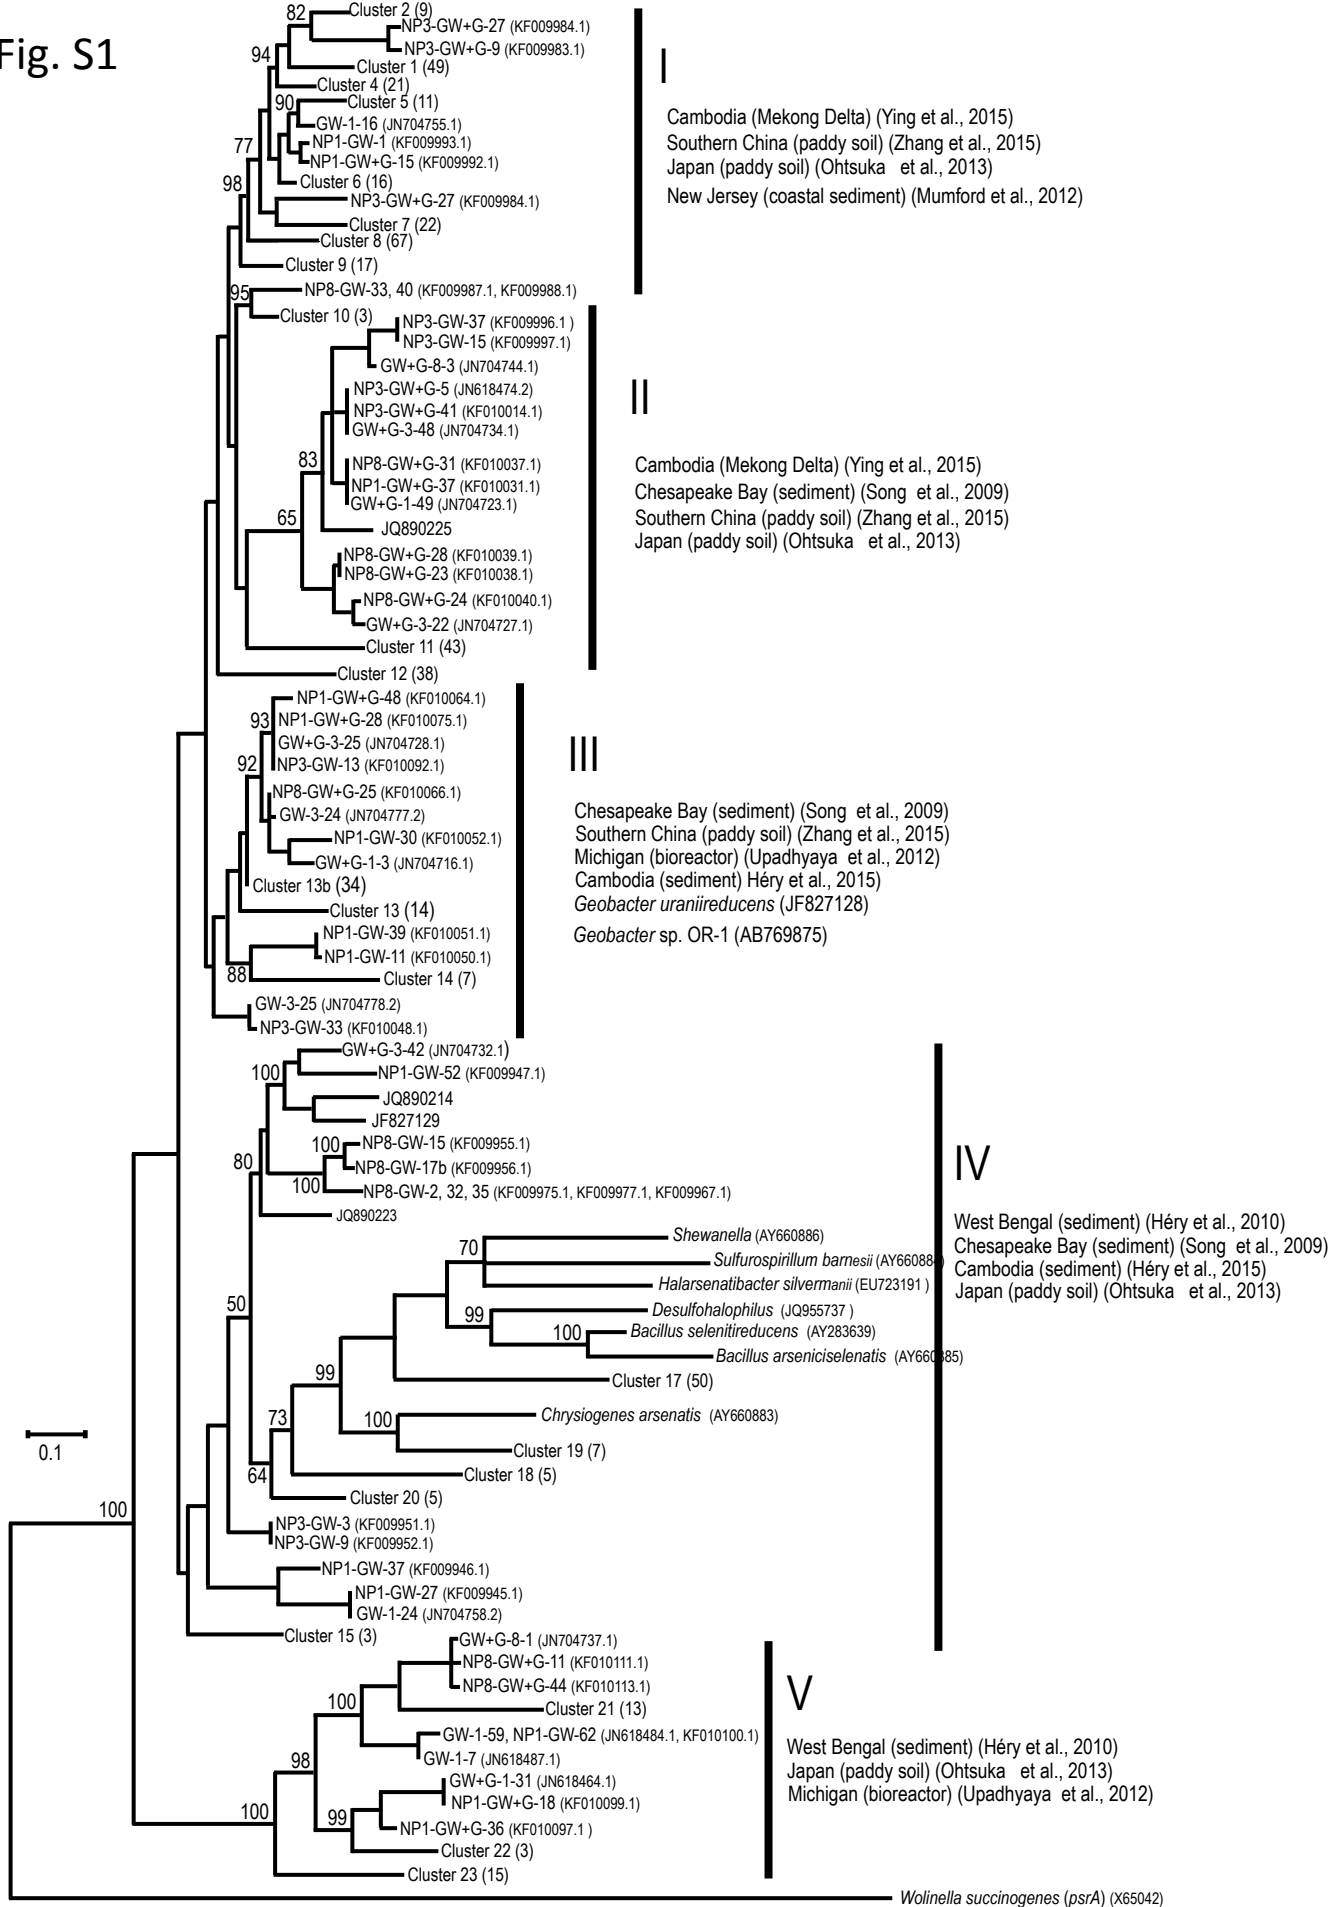 Fig. S1
82
Cluster 2 (9)
NP3-GW+G-27 (KF009984.1)
NP3-GW+G-9 (KF009983.1)
94
Cluster 1 (49)
Cluster 4 (21)
90
Cluster 5 (11)
GW-1-16 (JN704755.1)
NP1-GW-1 (KF009993.1)
77
NP1-GW+G-15 (KF009992.1)
98
Cluster 6 (16)
NP3-GW+G-27 (KF009984.1)
Cluster 7 (22)
Cluster 8 (67)
Cluster 9 (17)
95
NP8-GW-33, 40 (KF009987.1, KF009988.1)
Cluster 10 (3)
I
Cambodia (Mekong Delta) (Ying et al., 2015)
Southern China (paddy soil) (Zhang et al., 2015)
Japan (paddy soil) (Ohtsuka et al., 2013)
New Jersey (coastal sediment) (Mumford et al., 2012)
NP3-GW-37 (KF009996.1 )
NP3-GW-15 (KF009997.1)
GW+G-8-3 (JN704744.1)
NP3-GW+G-5 (JN618474.2)
NP3-GW+G-41 (KF010014.1)
GW+G-3-48 (JN704734.1)
83
NP8-GW+G-31 (KF010037.1)
NP1-GW+G-37 (KF010031.1)
GW+G-1-49 (JN704723.1)
65
JQ890225
NP8-GW+G-28 (KF010039.1)
NP8-GW+G-23 (KF010038.1)
NP8-GW+G-24 (KF010040.1)
GW+G-3-22 (JN704727.1)
Cluster 11 (43)
Cluster 12 (38)
II
Cambodia (Mekong Delta) (Ying et al., 2015)
Chesapeake Bay (sediment) (Song et al., 2009)
Southern China (paddy soil) (Zhang et al., 2015)
Japan (paddy soil) (Ohtsuka et al., 2013)
NP1-GW+G-48 (KF010064.1)
93
NP1-GW+G-28 (KF010075.1)
GW+G-3-25 (JN704728.1)
92
NP3-GW-13 (KF010092.1)
NP8-GW+G-25 (KF010066.1)
GW-3-24 (JN704777.2)
NP1-GW-30 (KF010052.1)
GW+G-1-3 (JN704716.1)
Cluster 13b (34)
Cluster 13 (14)
NP1-GW-39 (KF010051.1)
NP1-GW-11 (KF010050.1)
88
Cluster 14 (7)
GW-3-25 (JN704778.2)
NP3-GW-33 (KF010048.1)
III
Chesapeake Bay (sediment) (Song et al., 2009)
Southern China (paddy soil) (Zhang et al., 2015)
Michigan (bioreactor) (Upadhyaya et al., 2012)
Cambodia (sediment) Héry et al., 2015)
Geobacter uraniireducens (JF827128)
Geobacter sp. OR-1 (AB769875)
GW+G-3-42 (JN704732.1)
100
NP1-GW-52 (KF009947.1)
JQ890214
JF827129
100
NP8-GW-15 (KF009955.1)
80
NP8-GW-17b (KF009956.1)
100
NP8-GW-2, 32, 35 (KF009975.1, KF009977.1, KF009967.1)
JQ890223
Shewanella (AY660886)
70
Sulfurospirillum barnesii (AY66088
Halarsenatibacter silvermanii (EU723191 )
50
Desulfohalophilus (JQ955737 )
99
Bacillus selenitireducens (AY283639)
100
Bacillus arseniciselenatis (AY660885)
99
Cluster 17 (50)
73
Chrysiogenes arsenatis (AY660883)
100
Cluster 19 (7)
64
Cluster 18 (5)
Cluster 20 (5)
0.1
100
NP3-GW-3 (KF009951.1)
NP3-GW-9 (KF009952.1)
NP1-GW-37 (KF009946.1)
NP1-GW-27 (KF009945.1)
GW-1-24 (JN704758.2)
Cluster 15 (3)
IV
West Bengal (sediment) (Héry et al., 2010)
Chesapeake Bay (sediment) (Song et al., 2009)
Cambodia (sediment) (Héry et al., 2015)
Japan (paddy soil) (Ohtsuka et al., 2013)
GW+G-8-1 (JN704737.1)
NP8-GW+G-11 (KF010111.1)
NP8-GW+G-44 (KF010113.1)
100
Cluster 21 (13)
GW-1-59, NP1-GW-62 (JN618484.1, KF010100.1)
98
GW-1-7 (JN618487.1)
GW+G-1-31 (JN618464.1)
NP1-GW+G-18 (KF010099.1)
100
99
NP1-GW+G-36 (KF010097.1 )
Cluster 22 (3)
Cluster 23 (15)
V
West Bengal (sediment) (Héry et al., 2010)
Japan (paddy soil) (Ohtsuka et al., 2013)
Michigan (bioreactor) (Upadhyaya et al., 2012)
Wolinella succinogenes (psrA) (X65042)